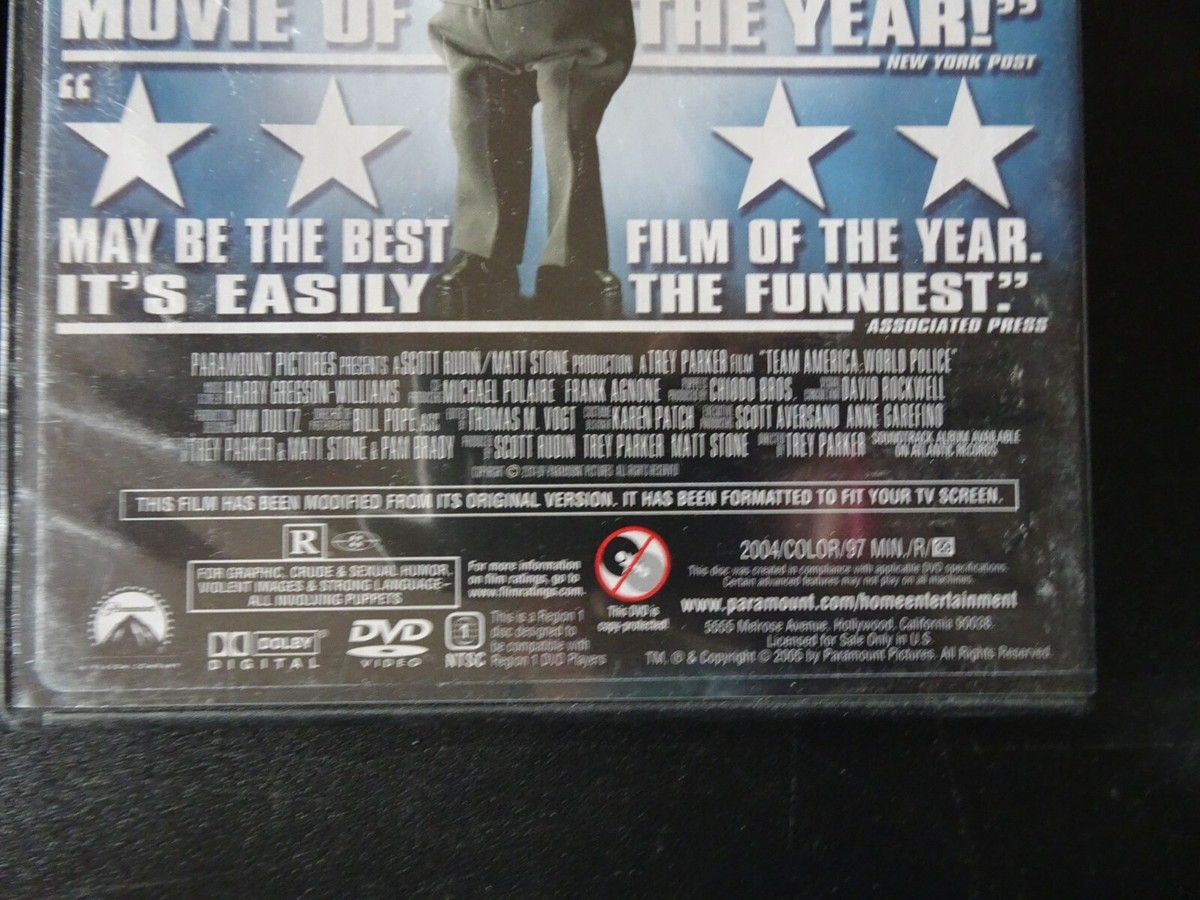 MOVIE OF THE YEAR!”
NEW YORK POST
“
MAY BE THE BEST FILM OF THE YEAR.
IT’S EASILY THE FUNNIEST.”
ASSOCIATED PRESS
PARAMOUNT PICTURES PRESENTS A SCOTT RUDIN/MATT STONE PRODUCTION A TREY PARKER FILM "TEAM AMERICA: WORLD POLICE"
HARRY GREGSON-WILLIAMS MICHAEL POLAIRE FRANK AGNONE CHIODO BROS. DAVID ROCKWELL
JIM DULTZ BILL POPE, ASC THOMAS M. VOGT KAREN PATCH SCOTT AVERSANO ANNE GAREFINO
TREY PARKER & MATT STONE & PAM BRADY SCOTT RUDIN TREY PARKER MATT STONE TREY PARKER SOUNDTRACK ALBUM AVAILABLE
ON ATLANTIC RECORDS
COPYRIGHT © 2004 BY PARAMOUNT PICTURES ALL RIGHTS RESERVED
THIS FILM HAS BEEN MODIFIED FROM ITS ORIGINAL VERSION. IT HAS BEEN FORMATTED TO FIT YOUR TV SCREEN.
R
FOR GRAPHIC, CRUDE & SEXUAL HUMOR,
VIOLENT IMAGES & STRONG LANGUAGE–
ALL INVOLVING PUPPETS
For more information
on film ratings, go to
www.filmratings.com.
This DVD is
copy-protected!
2004/COLOR/97 MIN./R/
This disc was created in compliance with applicable DVD specifications.
Certain advanced features may not play on all machines.
www.paramount.com/homeentertainment
5555 Melrose Avenue, Hollywood, California 90038.
Licensed for Sale Only in U.S.
TM, ® & Copyright © 2005 by Paramount Pictures. All Rights Reserved.
Paramount
DOLBY
DIGITAL
DVD
VIDEO
1
NTSC
This is a Region 1
disc designed to
be compatible with
Region 1 DVD Players